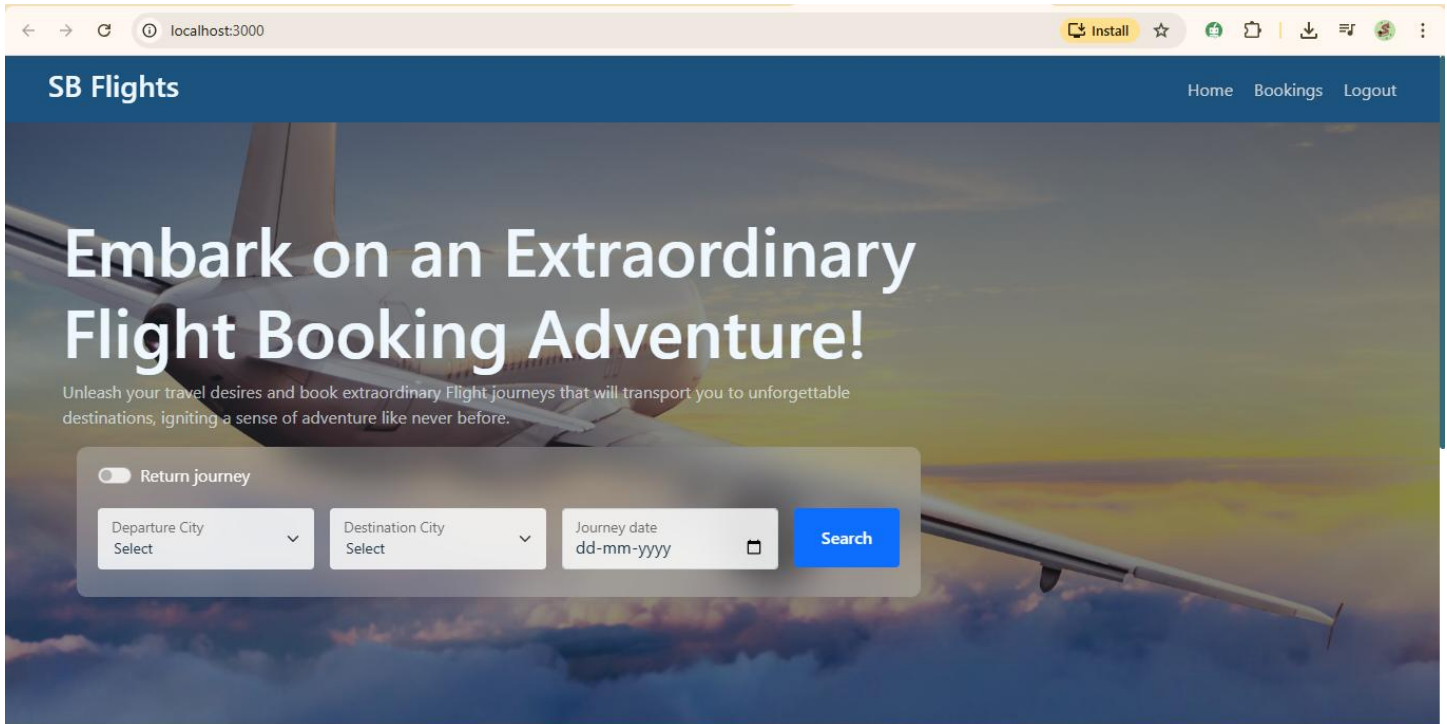 localhost:3000
Install
SB Flights
Home Bookings Logout
Embark on an Extraordinary
Flight Booking Adventure!
Unleash your travel desires and book extraordinary Flight journeys that will transport you to unforgettable
destinations, igniting a sense of adventure like never before.
Return journey
Departure City
Select
Destination City
Select
Journey date
dd-mm-yyyy
Search